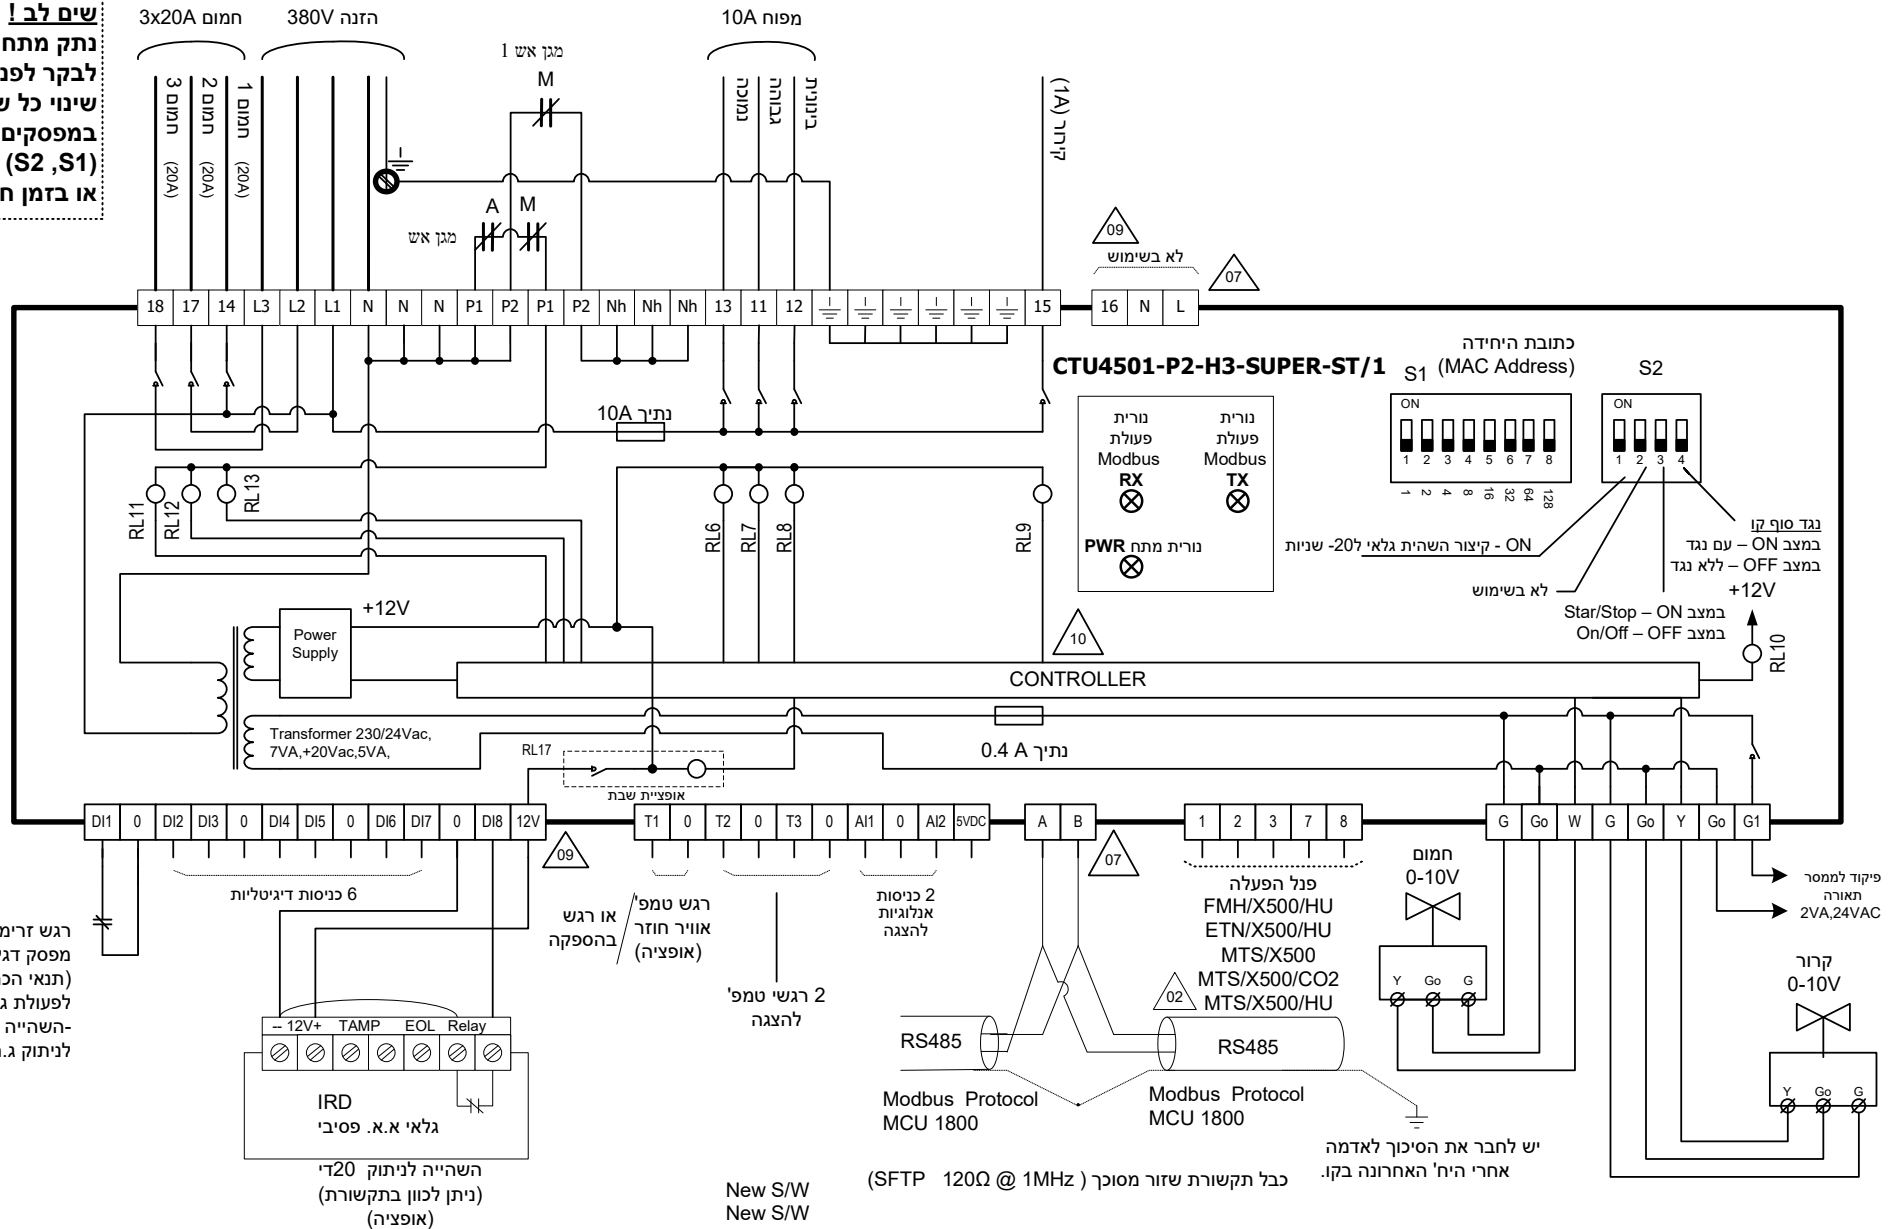 שים לב !
נתק מתח
לבקר לפנ
שינוי כל ש
במפסקים
(S2 ,S1)
או בזמן ח
חמום 3x20A
הזנה 380V
מפוח 10A
חמום 3 (20A)
חמום 2 (20A)
חמום 1 (20A)
מגן אש 1
M
A M
מגן אש
נמוכה
גבוהה
בינונית
קירור (1A)
09
לא בשימוש
07
18 17 14 L3 L2 L1 N N N P1 P2 P1 P2 Nh Nh Nh 13 11 12 15 16 N L
CTU4501-P2-H3-SUPER-ST/1
כתובת היחידה
(MAC Address)
S1
S2
ON
1 2 3 4 5 6 7 8
1 2 4 8 16 32 64 128
ON
1 2 3 4
נורית
פעולת
Modbus
RX
נורית
פעולת
Modbus
TX
נורית מתח PWR
נתיך 10A
RL11
RL12
RL13
RL6
RL7
RL8
RL9
ON - קיצור השהית גלאי ל20- שניות
לא בשימוש
במצב Star/Stop – ON
במצב On/Off – OFF
נגד סוף קו
במצב ON – עם נגד
במצב OFF – ללא נגד
+12V
RL10
+12V
Power
Supply
10
CONTROLLER
Transformer 230/24Vac,
7VA,+20Vac,5VA,
RL17
אופציית שבת
נתיך 0.4 A
DI1 0 DI2 DI3 0 DI4 DI5 0 DI6 DI7 0 DI8 12V
T1 0 T2 0 T3 0 AI1 0 AI2 5VDC
A B
1 2 3 7 8
G Go W G Go Y Go G1
09
07
6 כניסות דיגיטליות
רגש זרימ
מפסק דגל
(תנאי הכר
לפעולת ג.
-השהייה
לניתוק ג.ח
-- 12V+ TAMP EOL Relay
IRD
גלאי א.א. פסיבי
השהייה לניתוק 20די
(ניתן לכוון בתקשורת)
(אופציה)
או רגש
בהספקה
רגש טמפ'
אוויר חוזר
(אופציה)
2 רגשי טמפ'
להצגה
2 כניסות
אנלוגיות
להצגה
פנל הפעלה
FMH/X500/HU
ETN/X500/HU
MTS/X500
MTS/X500/CO2
MTS/X500/HU
02
RS485
RS485
Modbus Protocol
MCU 1800
Modbus Protocol
MCU 1800
חמום
0-10V
Y Go G
קרור
0-10V
Y Go G
פיקוד לממסר
תאורה
2VA,24VAC
יש לחבר את הסיכוך לאדמה
אחרי היח' האחרונה בקו.
כבל תקשורת שזור מסוכך ( SFTP 120Ω @ 1MHz)
New S/W
New S/W